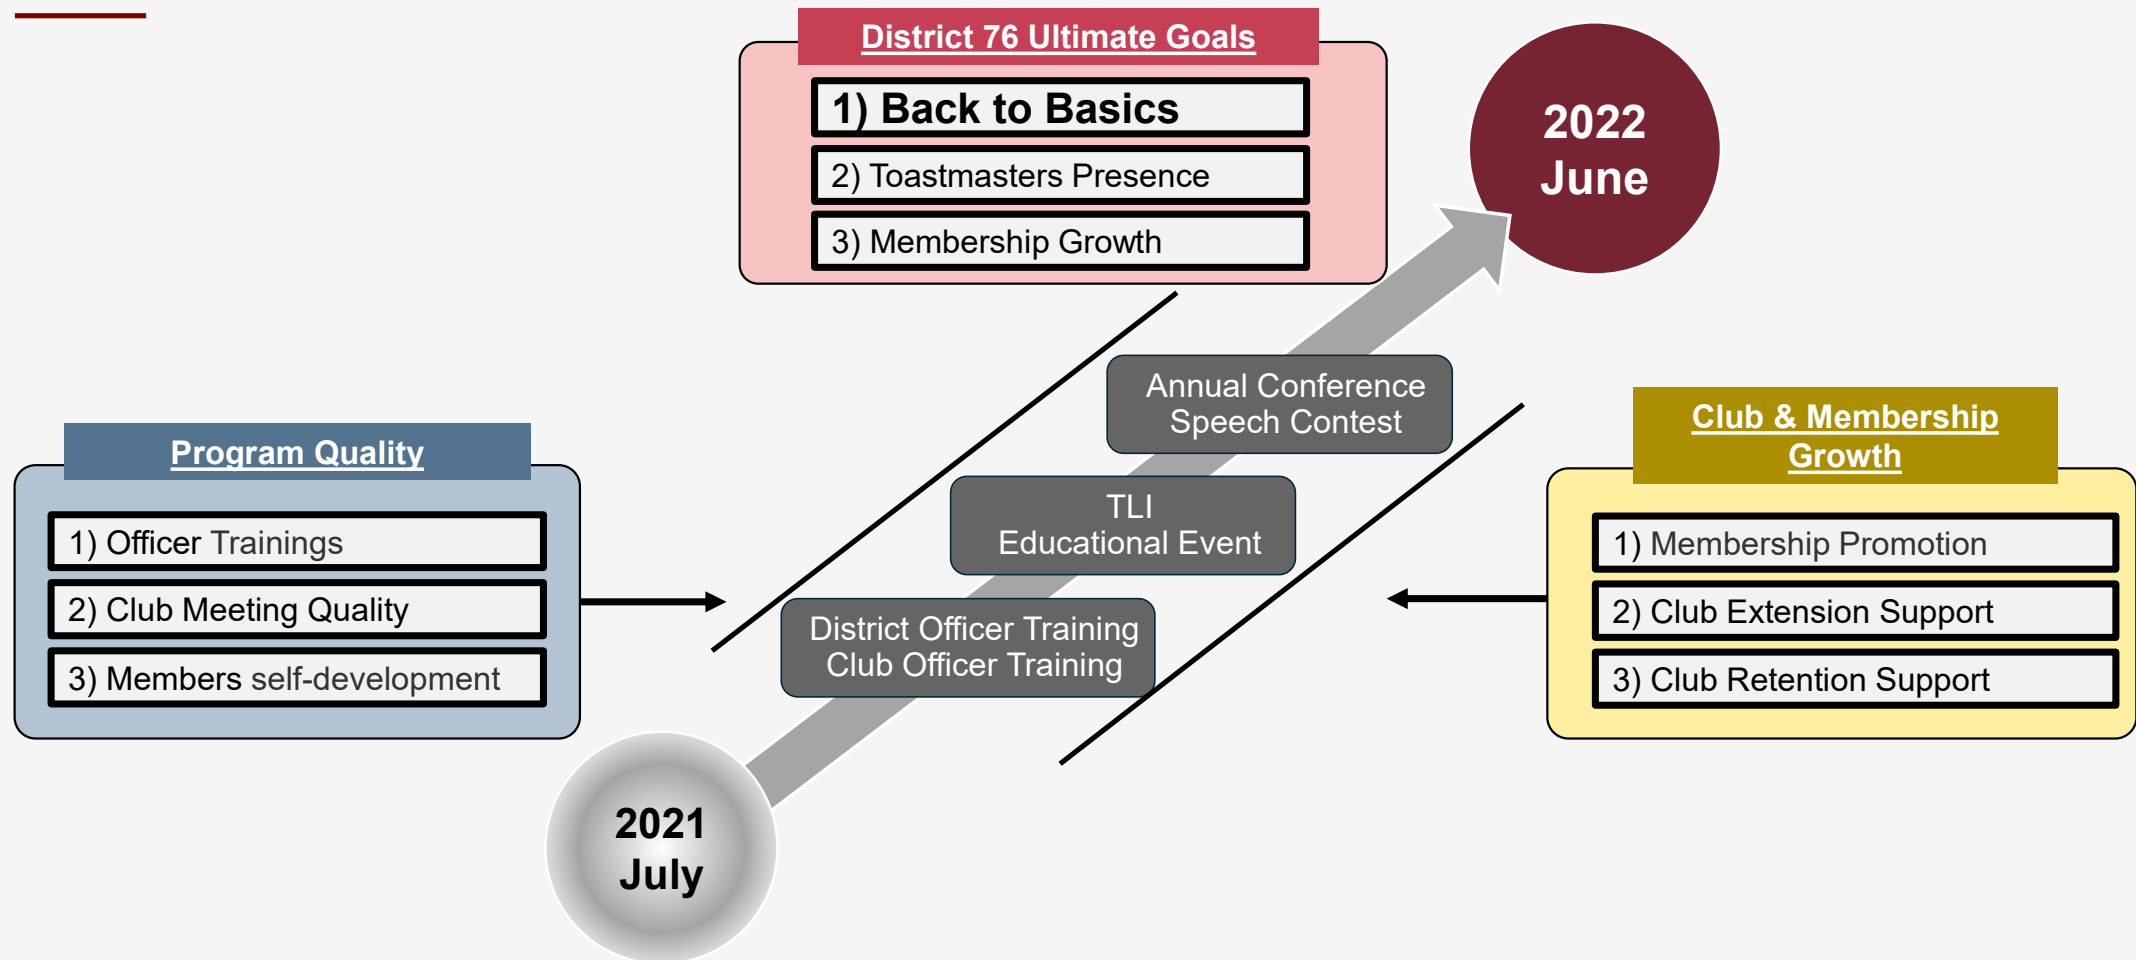 District 76 Ultimate Goals
1) Back to Basics
2) Toastmasters Presence
3) Membership Growth
2022
June
Annual Conference
Speech Contest
TLI
Educational Event
District Officer Training
Club Officer Training
Program Quality
1) Officer Trainings
2) Club Meeting Quality
3) Members self-development
Club & Membership
Growth
1) Membership Promotion
2) Club Extension Support
3) Club Retention Support
2021
July